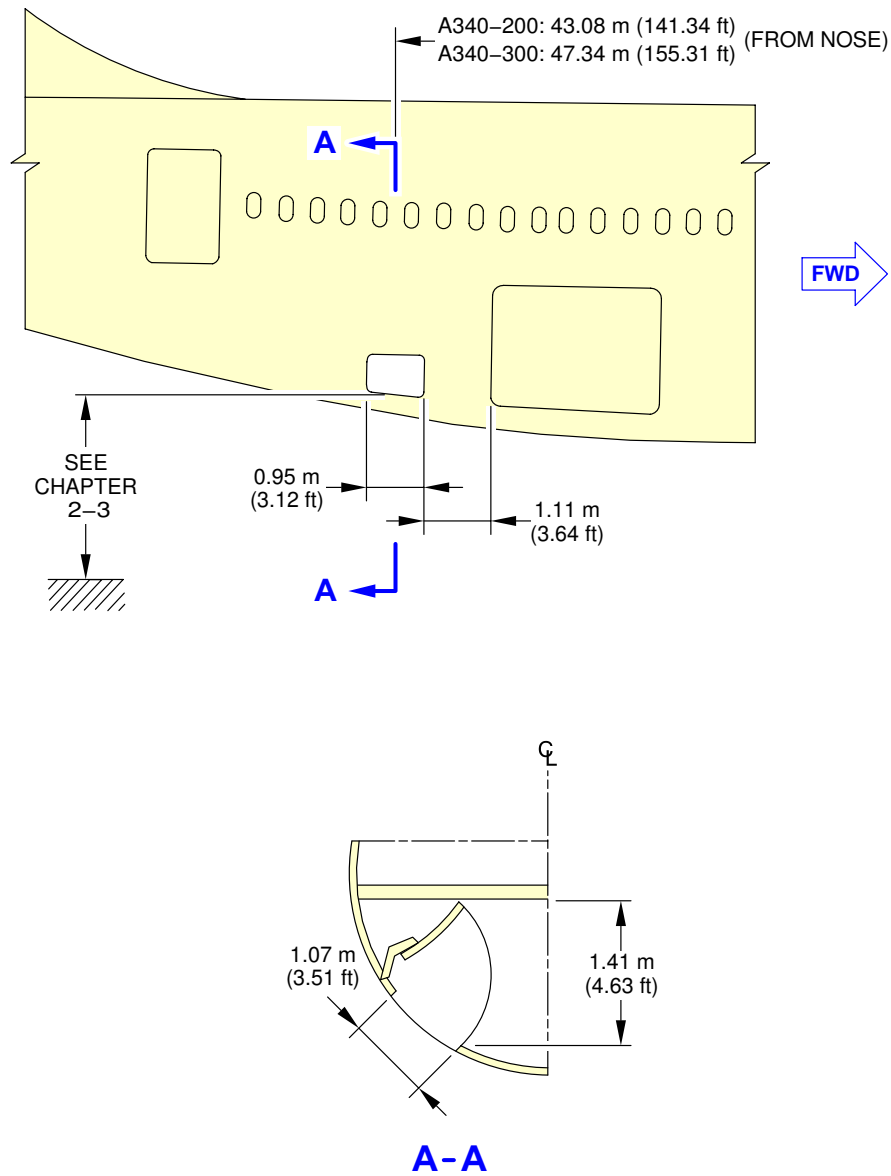 A340−200: 43.08 m (141.34 ft)
A340−300: 47.34 m (155.31 ft)
(FROM NOSE)
A
FWD
SEE
CHAPTER
2−3
0.95 m
(3.12 ft)
1.11 m
(3.64 ft)
A
CL
1.07 m
(3.51 ft)
1.41 m
(4.63 ft)
A-A